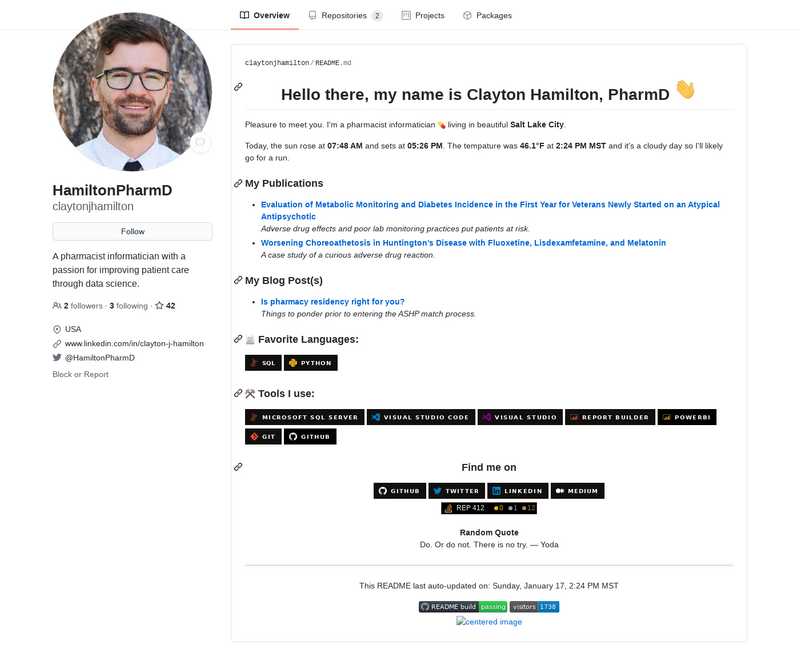 Overview
Repositories 2
Projects
Packages
HamiltonPharmD
claytonjhamilton
Follow
A pharmacist informatician with a
passion for improving patient care
through data science.
2 followers · 3 following · 42
USA
www.linkedin.com/in/clayton-j-hamilton
@HamiltonPharmD
Block or Report
claytonjhamilton / README.md
Hello there, my name is Clayton Hamilton, PharmD 👋
Pleasure to meet you. I'm a pharmacist informatician 💊 living in beautiful Salt Lake City.
Today, the sun rose at 07:48 AM and sets at 05:26 PM. The tempature was 46.1°F at 2:24 PM MST and it's a cloudy day so I'll likely
go for a run.
My Publications
• Evaluation of Metabolic Monitoring and Diabetes Incidence in the First Year for Veterans Newly Started on an Atypical
Antipsychotic
Adverse drug effects and poor lab monitoring practices put patients at risk.
• Worsening Choreoathetosis in Huntington's Disease with Fluoxetine, Lisdexamfetamine, and Melatonin
A case study of a curious adverse drug reaction.
My Blog Post(s)
• Is pharmacy residency right for you?
Things to ponder prior to entering the ASHP match process.
Favorite Languages:
SQL PYTHON
🛠 Tools I use:
MICROSOFT SQL SERVER VISUAL STUDIO CODE VISUAL STUDIO REPORT BUILDER POWERBI
GIT GITHUB
Find me on
GITHUB TWITTER LINKEDIN MEDIUM
REP 412 0 1 12
Random Quote
Do. Or do not. There is no try. — Yoda
This README last auto-updated on: Sunday, January 17, 2:24 PM MST
README build passing visitors 1738
centered image